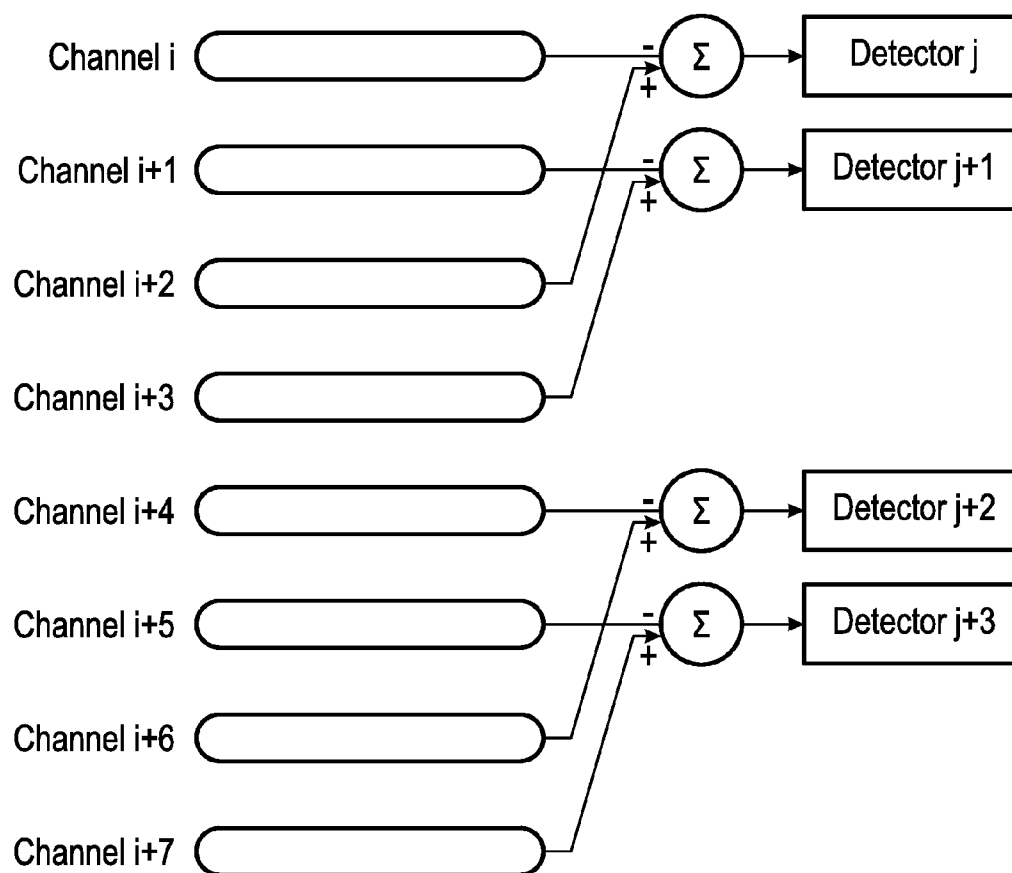 Channel i
-
+
Σ
Detector j
Channel i+1
-
+
Σ
Detector j+1
Channel i+2
Channel i+3
Channel i+4
-
+
Σ
Detector j+2
Channel i+5
-
+
Σ
Detector j+3
Channel i+6
Channel i+7